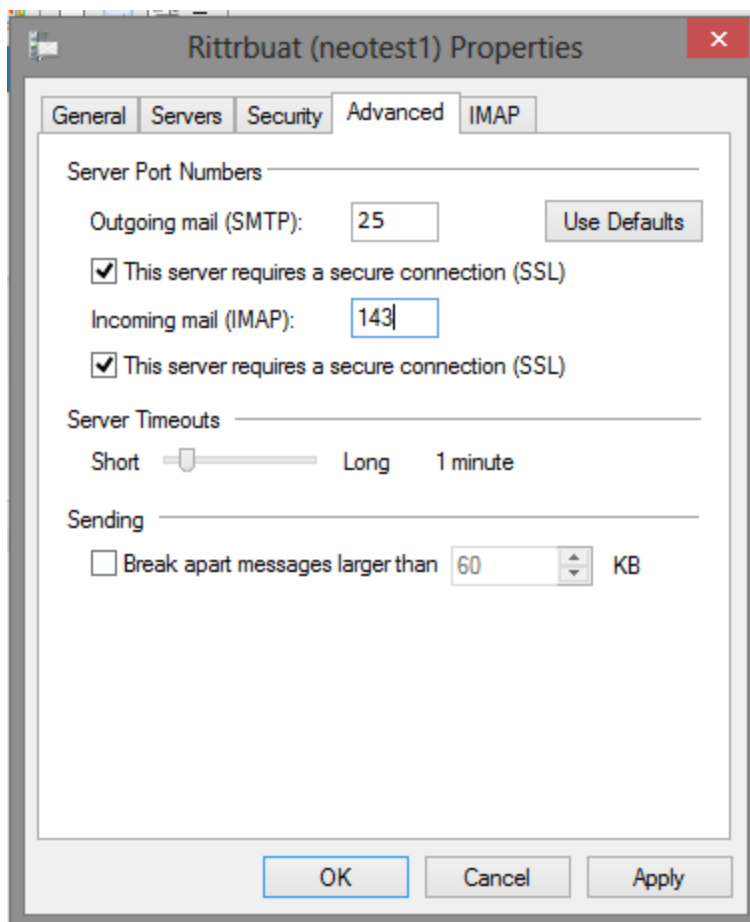 Rittrbuat (neotest1) Properties
General Servers Security Advanced IMAP
Server Port Numbers
Outgoing mail (SMTP): 25 Use Defaults
This server requires a secure connection (SSL)
Incoming mail (IMAP): 143
This server requires a secure connection (SSL)
Server Timeouts
Short Long 1 minute
Sending
Break apart messages larger than 60 KB
OK Cancel Apply